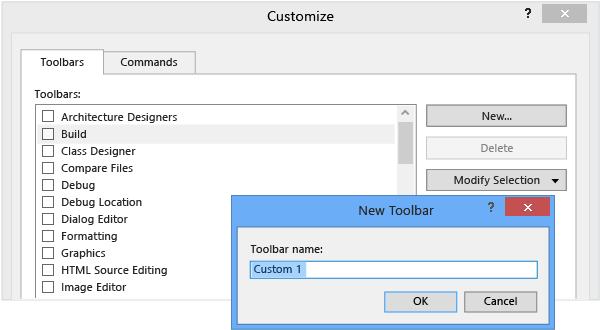 Customize
?
Toolbars
Commands
Toolbars:
Architecture Designers
Build
Class Designer
Compare Files
Debug
Debug Location
Dialog Editor
Formatting
Graphics
HTML Source Editing
Image Editor
New...
Delete
Modify Selection
New Toolbar
?
Toolbar name:
Custom 1
OK
Cancel